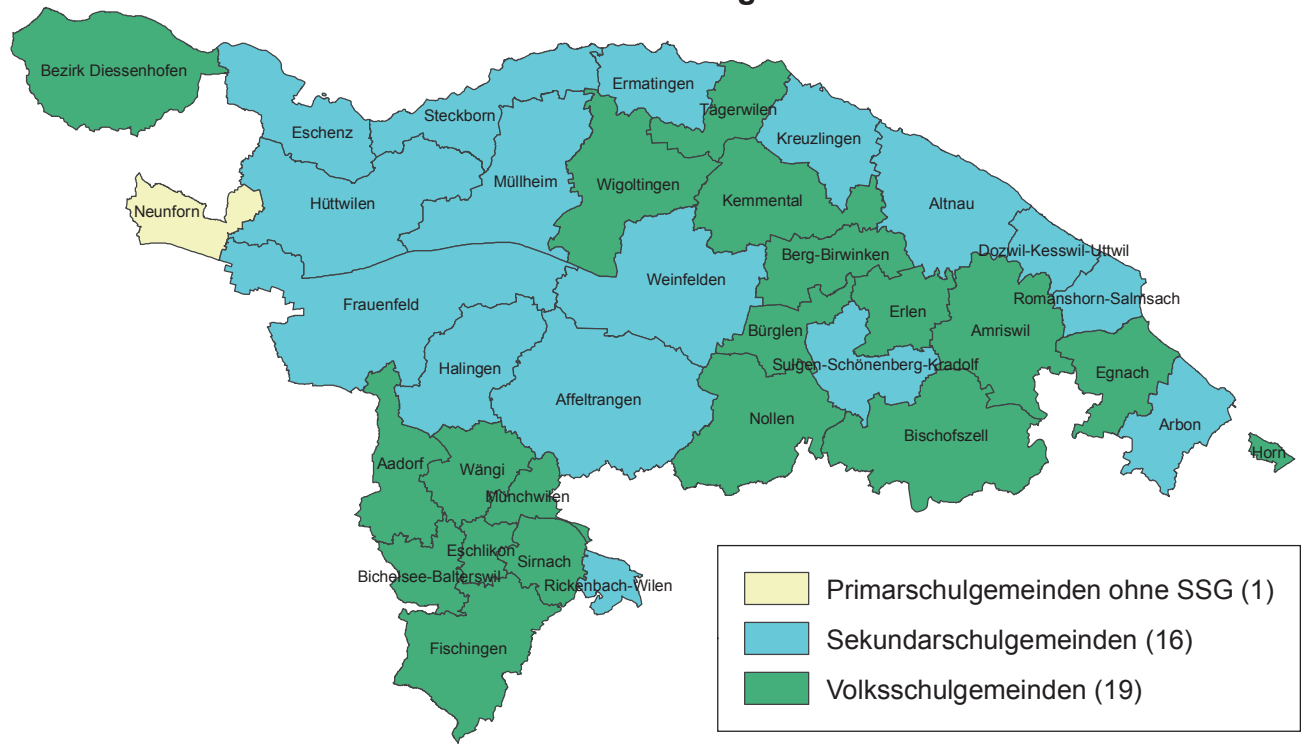 Bezirk Diessenhofen
Ermatingen
Tägerwilen
Steckborn
Eschenz
Kreuzlingen
Müllheim
Wigoltingen
Kemmental
Hüttwilen
Altnau
Neunforn
Dozwil-Kesswil-Uttwil
Berg-Birwinken
Weinfelden
Romanshorn-Salmsach
Frauenfeld
Erlen
Bürglen
Amriswil
Sulgen-Schönenberg-Kradolf
Halingen
Egnach
Affeltrangen
Nollen
Arbon
Bischofszell
Horn
Aadorf
Wängi
Münchwilen
Eschlikon
Sirnach
Bichelsee-Balterswil
Rickenbach-Wilen
Fischingen
Primarschulgemeinden ohne SSG (1)
Sekundarschulgemeinden (16)
Volksschulgemeinden (19)